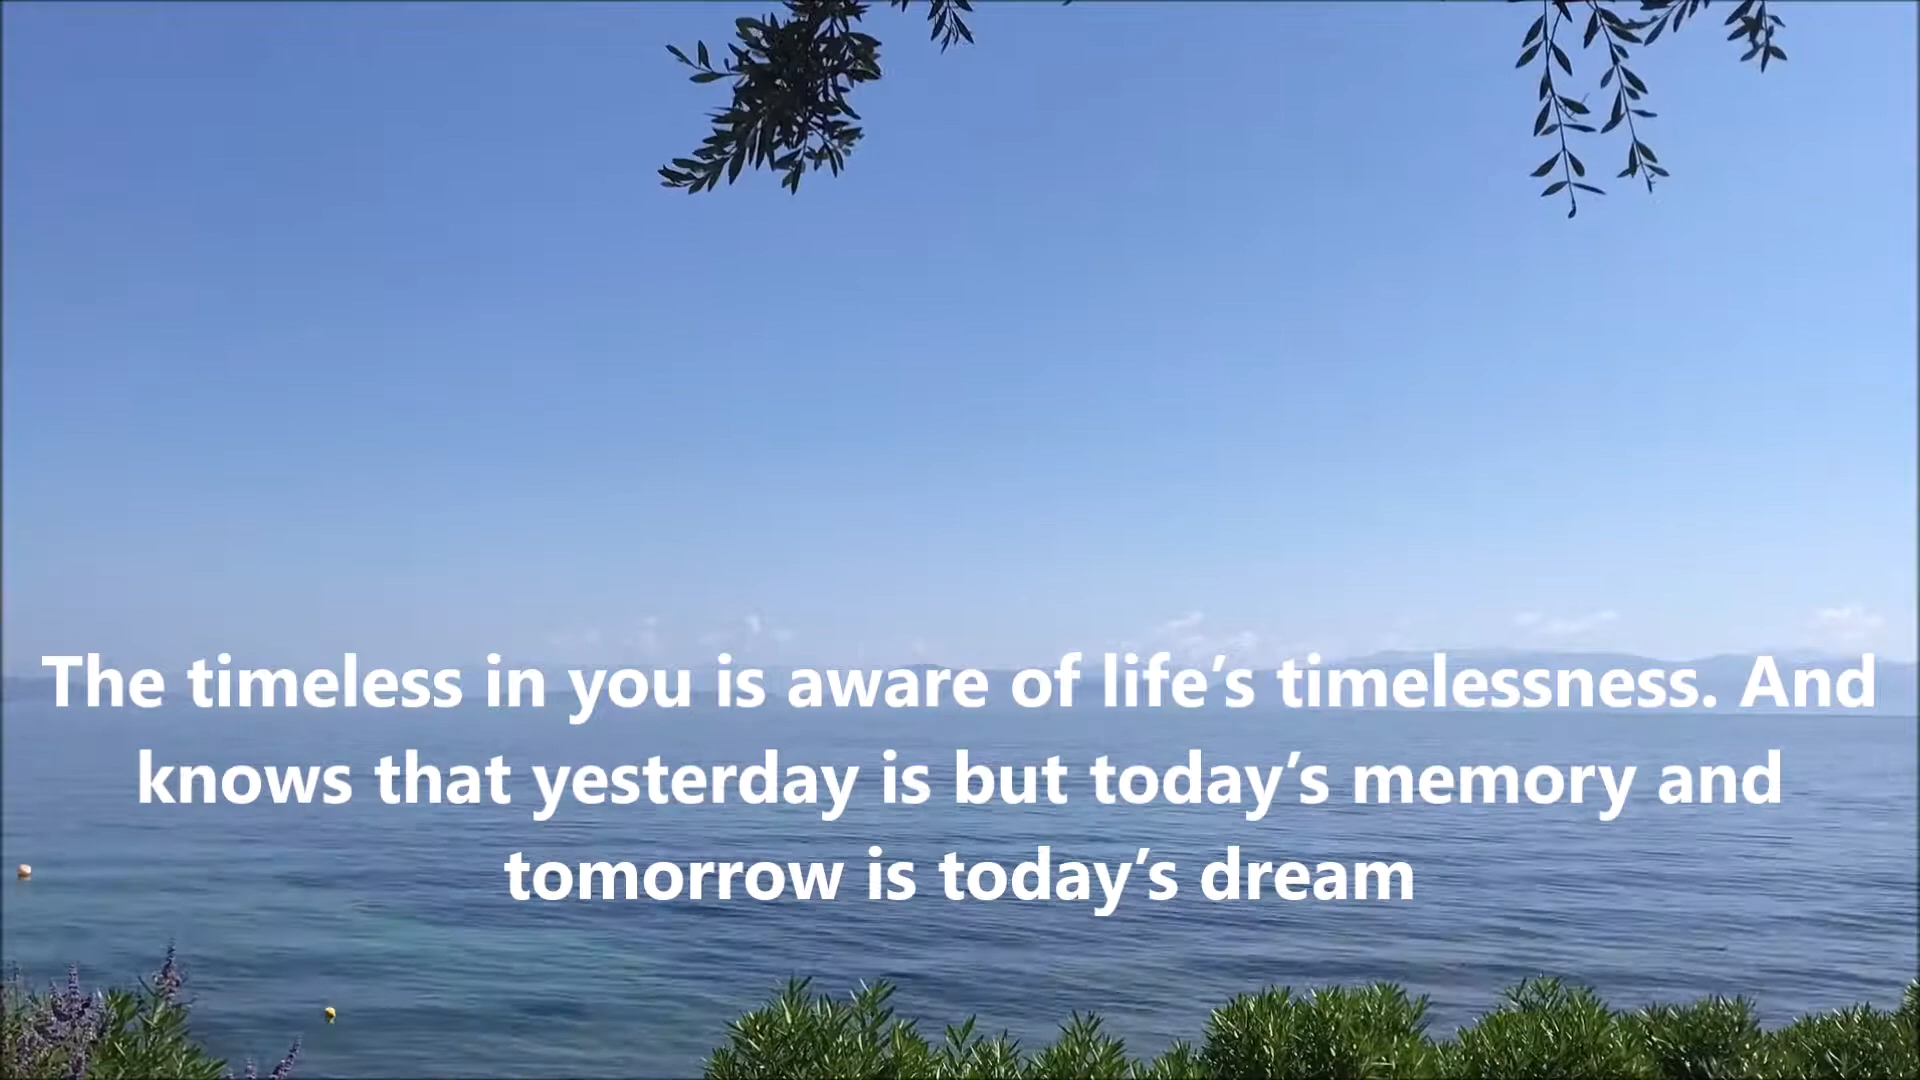 The timeless in you is aware of life’s timelessness. And
knows that yesterday is but today’s memory and
tomorrow is today’s dream